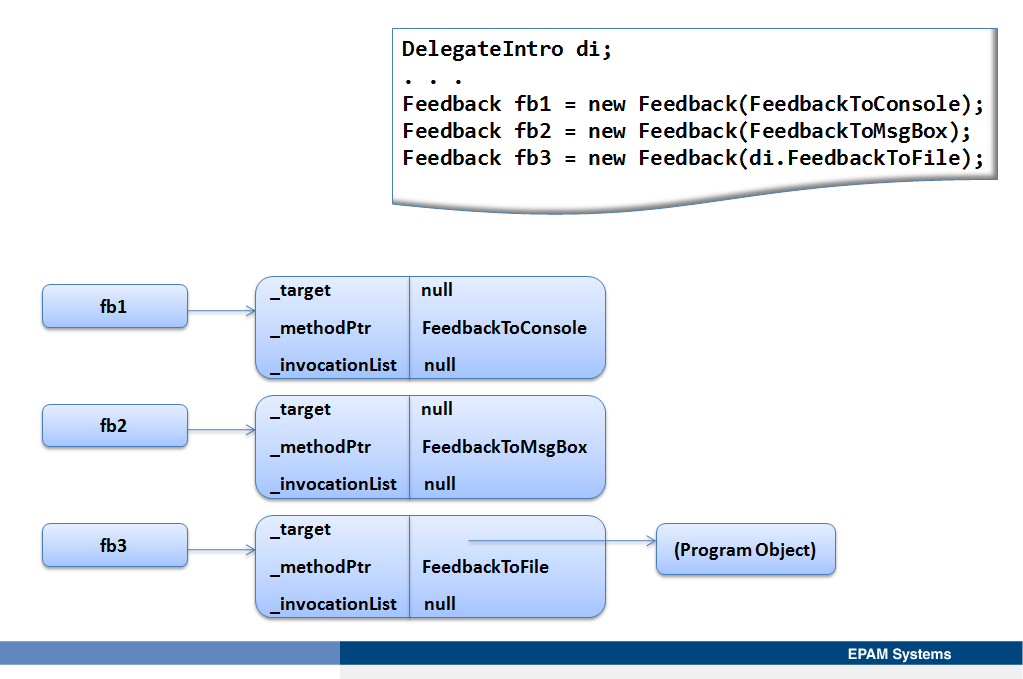 DelegateIntro di;
. . .
Feedback fb1 = new Feedback(FeedbackToConsole);
Feedback fb2 = new Feedback(FeedbackToMsgBox);
Feedback fb3 = new Feedback(di.FeedbackToFile);
fb1
_target null
_methodPtr FeedbackToConsole
_invocationList null
fb2
_target null
_methodPtr FeedbackToMsgBox
_invocationList null
fb3
_target
_methodPtr FeedbackToFile
_invocationList null
(Program Object)
EPAM Systems